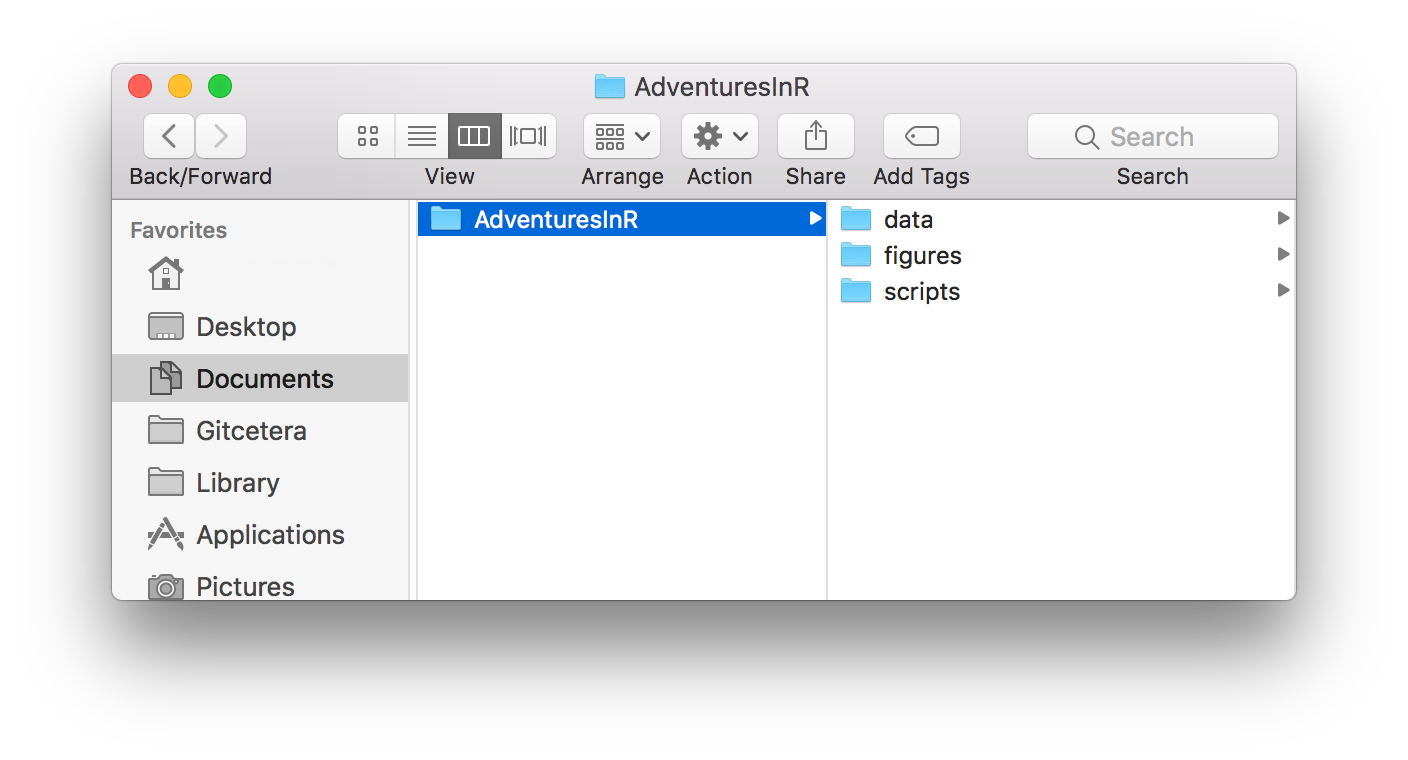 AdventuresInR
Back/Forward
View
Arrange
Action
Share
Add Tags
Search
Search
Favorites
Desktop
Documents
Gitcetera
Library
Applications
Pictures
AdventuresInR
data
figures
scripts